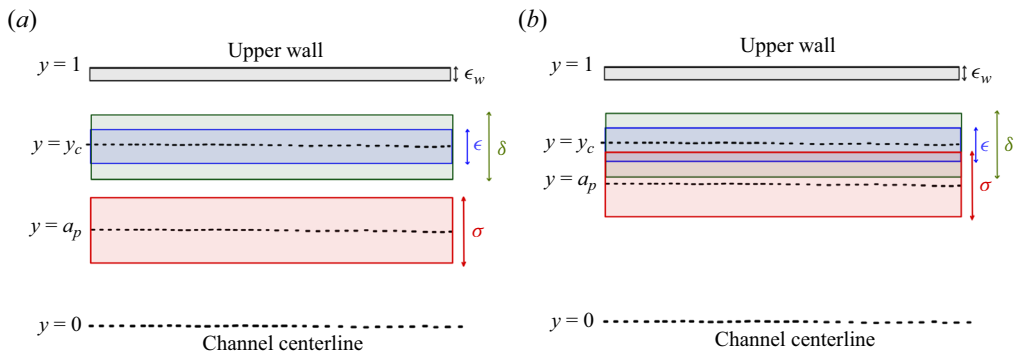 (a)
Upper wall
y = 1
ϵ_w
y = y_c
ϵ
δ
y = a_p
σ
y = 0
Channel centerline
(b)
Upper wall
y = 1
ϵ_w
y = y_c
ϵ
δ
y = a_p
σ
y = 0
Channel centerline